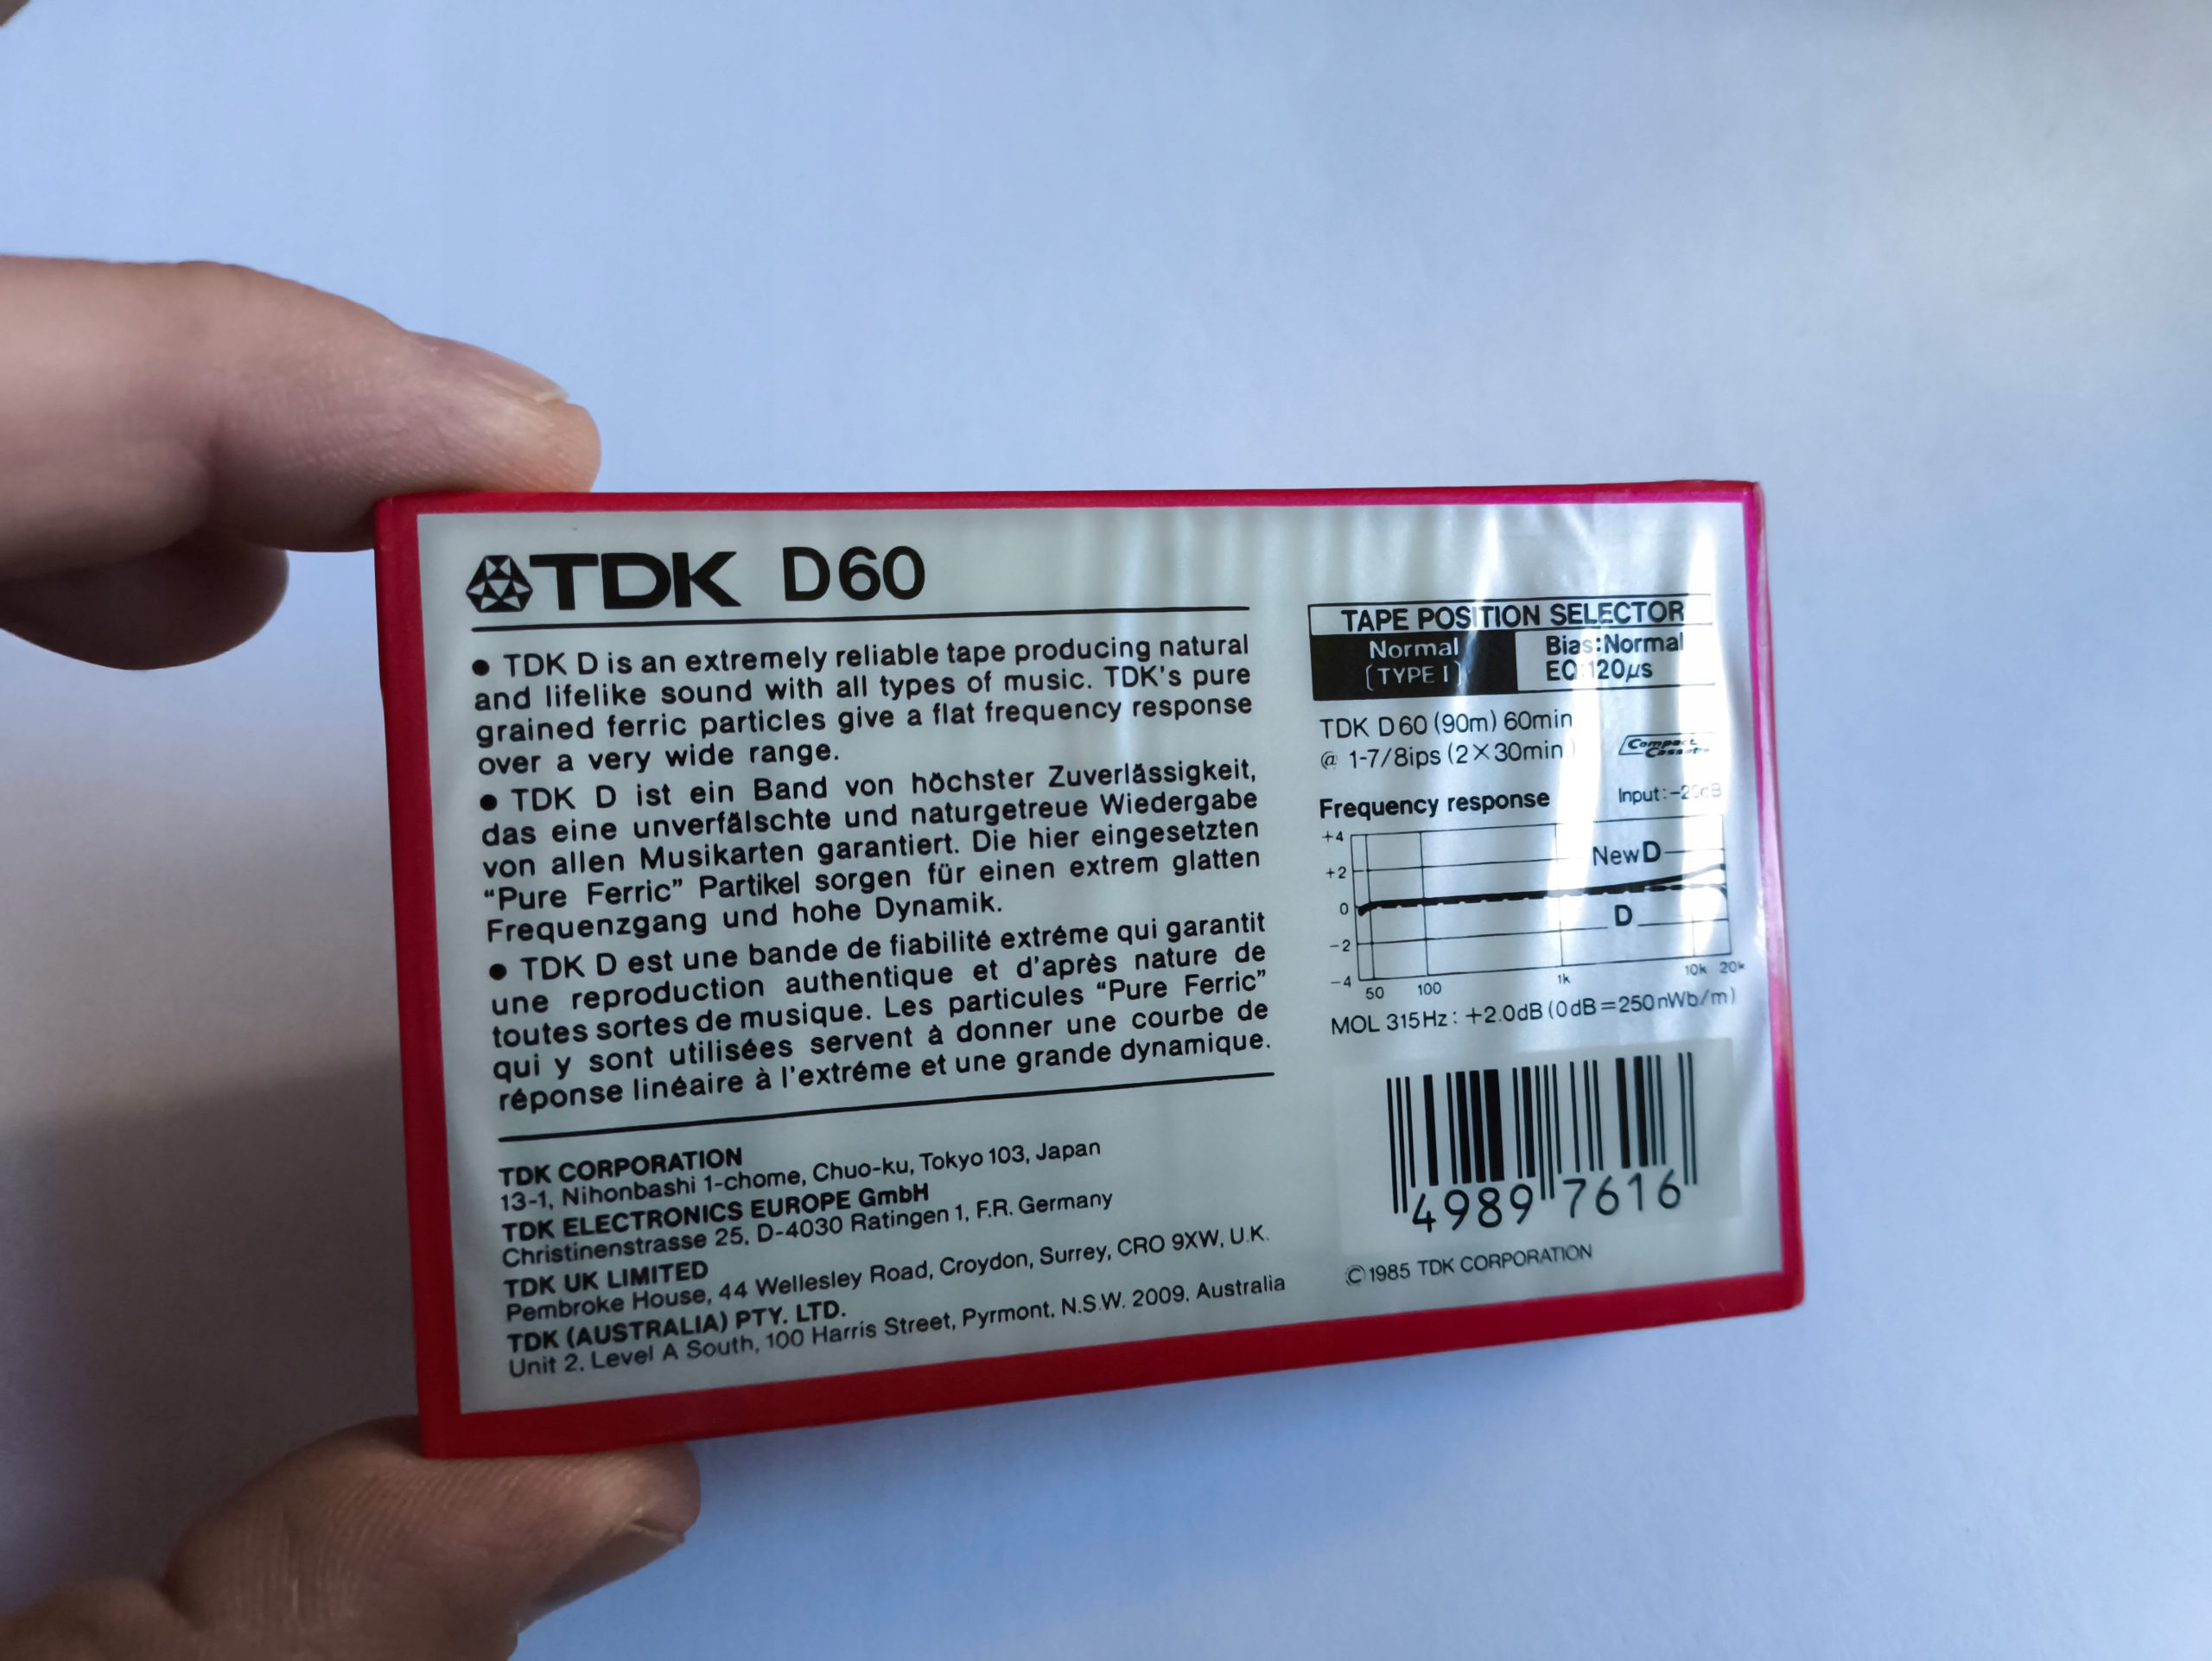 TDK D60
● TDK D is an extremely reliable tape producing natural
and lifelike sound with all types of music. TDK's pure
grained ferric particles give a flat frequency response
over a very wide range.
● TDK D ist ein Band von höchster Zuverlässigkeit,
das eine unverfälschte und naturgetreue Wiedergabe
von allen Musikarten garantiert. Die hier eingesetzten
“Pure Ferric” Partikel sorgen für einen extrem glatten
Frequenzgang und hohe Dynamik.
● TDK D est une bande de fiabilité extréme qui garantit
une reproduction authentique et d'après nature de
toutes sortes de musique. Les particules “Pure Ferric”
qui y sont utilisées servent à donner une courbe de
réponse linéaire à l'extréme et une grande dynamique.
TDK CORPORATION
13-1, Nihonbashi 1-chome, Chuo-ku, Tokyo 103, Japan
TDK ELECTRONICS EUROPE GmbH
Christinenstrasse 25, D-4030 Ratingen 1, F.R. Germany
TDK UK LIMITED
Pembroke House, 44 Wellesley Road, Croydon, Surrey, CRO 9XW, U.K.
TDK (AUSTRALIA) PTY. LTD.
Unit 2, Level A South, 100 Harris Street, Pyrmont, N.S.W. 2009, Australia
TAPE POSITION SELECTOR
Normal Bias:Normal
(TYPE I) EQ:120μs
TDK D60 (90m) 60min
@ 1-7/8ips (2×30min)
Compact
Cassette
Frequency response Input:
+4
New D
+2
0
D
-2
-4
50 100 1k 10k 20k
MOL 315Hz: +2.0dB (0dB=250nWb/m)
4989 7616
©1985 TDK CORPORATION